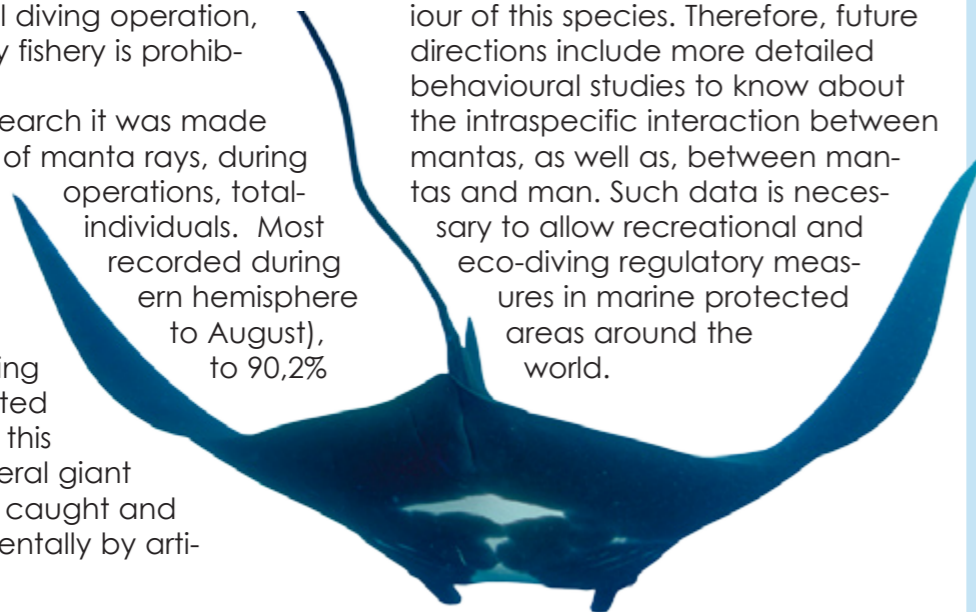 l diving operation,
y fishery is prohib-
earch it was made
of manta rays, during
operations, total-
individuals. Most
recorded during
ern hemisphere
to August),
to 90,2%
ing
ted
this
eral giant
caught and
entally by arti-
iour of this species. Therefore, future
directions include more detailed
behavioural studies to know about
the intraspecific interaction between
mantas, as well as, between man-
tas and man. Such data is neces-
sary to allow recreational and
eco-diving regulatory meas-
ures in marine protected
areas around the
world.